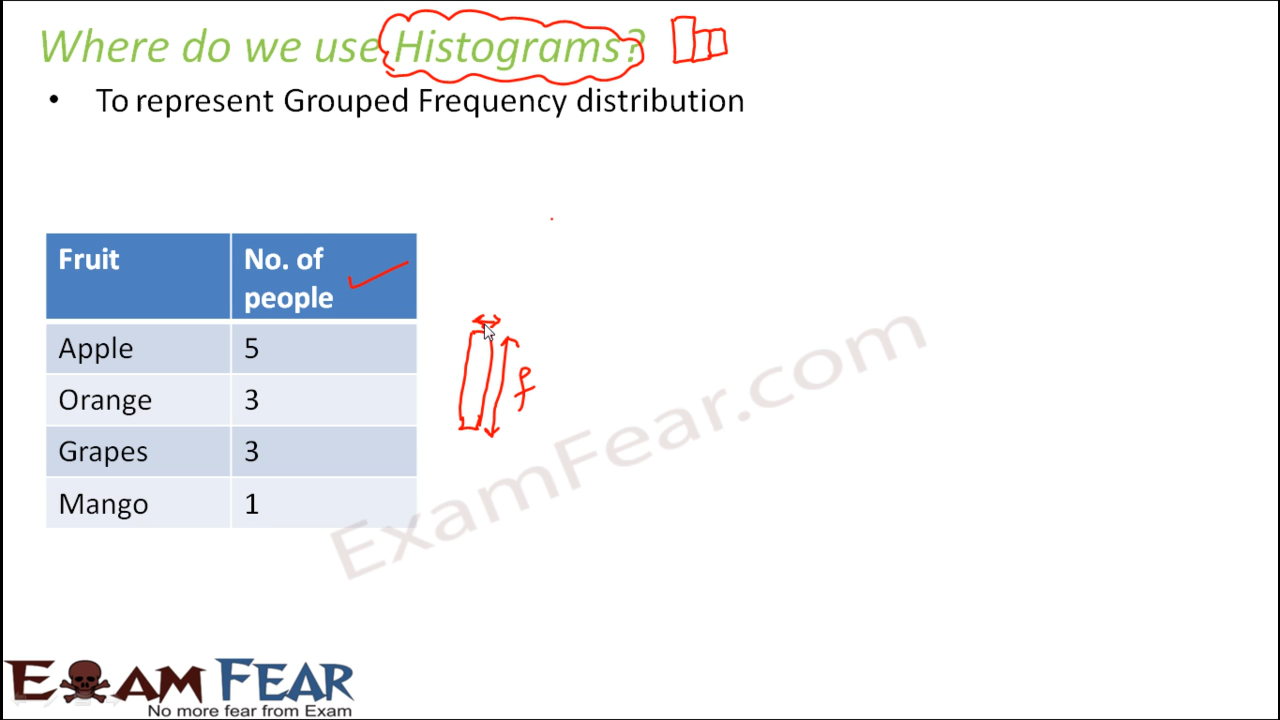 Where do we use Histograms?
• To represent Grouped Frequency distribution
Fruit No. of people
Apple 5
Orange 3
Grapes 3
Mango 1
f
ExamFear.com
EXAM FEAR
No more fear from Exam